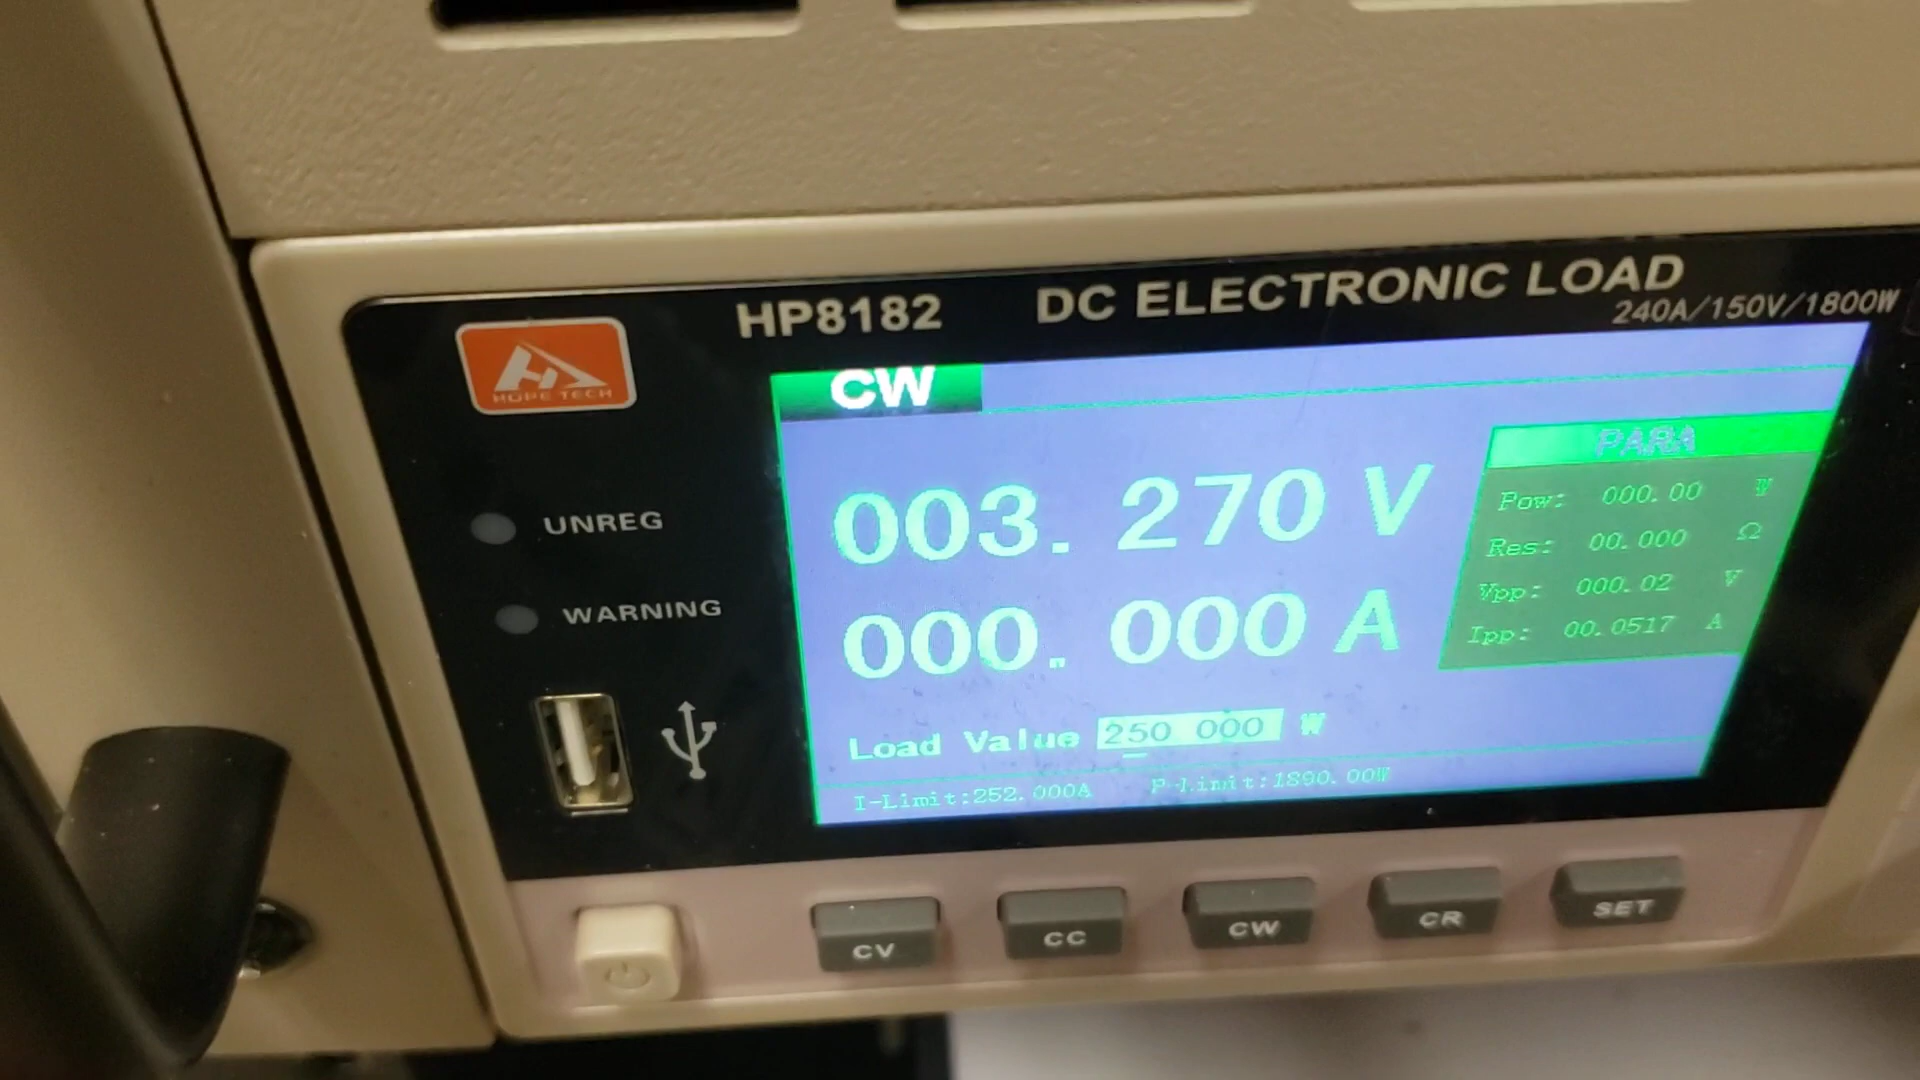 HP8182 DC ELECTRONIC LOAD
240A/150V/1800W
HOPE TECH
CW
PARA
003.270 V
Pow: 000.00 W
Res: 00.000 Ω
UNREG
Vpp: 000.02 V
000.000 A
Ipp: 00.0517 A
WARNING
Load Value 250 000 W
I-Limit:252.000A P-Limit:1890.00W
CV CC CW CR SET